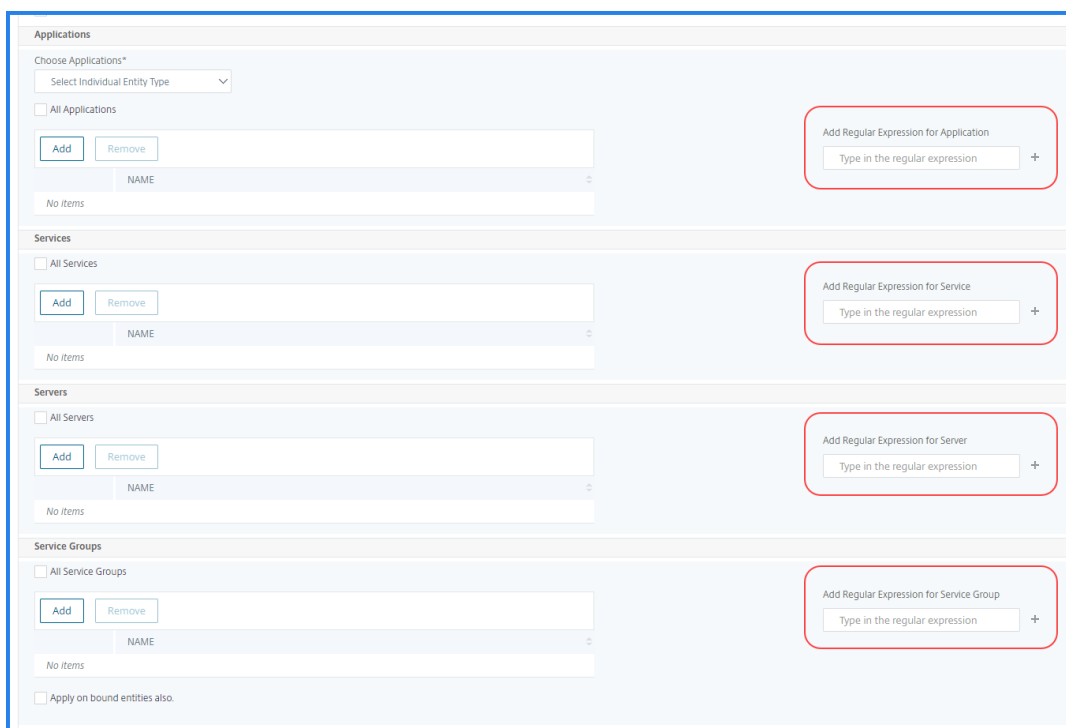 Applications
Choose Applications*
Select Individual Entity Type
All Applications
Add Remove
NAME
No items
Add Regular Expression for Application
Type in the regular expression +
Services
All Services
Add Remove
NAME
No items
Add Regular Expression for Service
Type in the regular expression +
Servers
All Servers
Add Remove
NAME
No items
Add Regular Expression for Server
Type in the regular expression +
Service Groups
All Service Groups
Add Remove
NAME
No items
Add Regular Expression for Service Group
Type in the regular expression +
Apply on bound entities also.